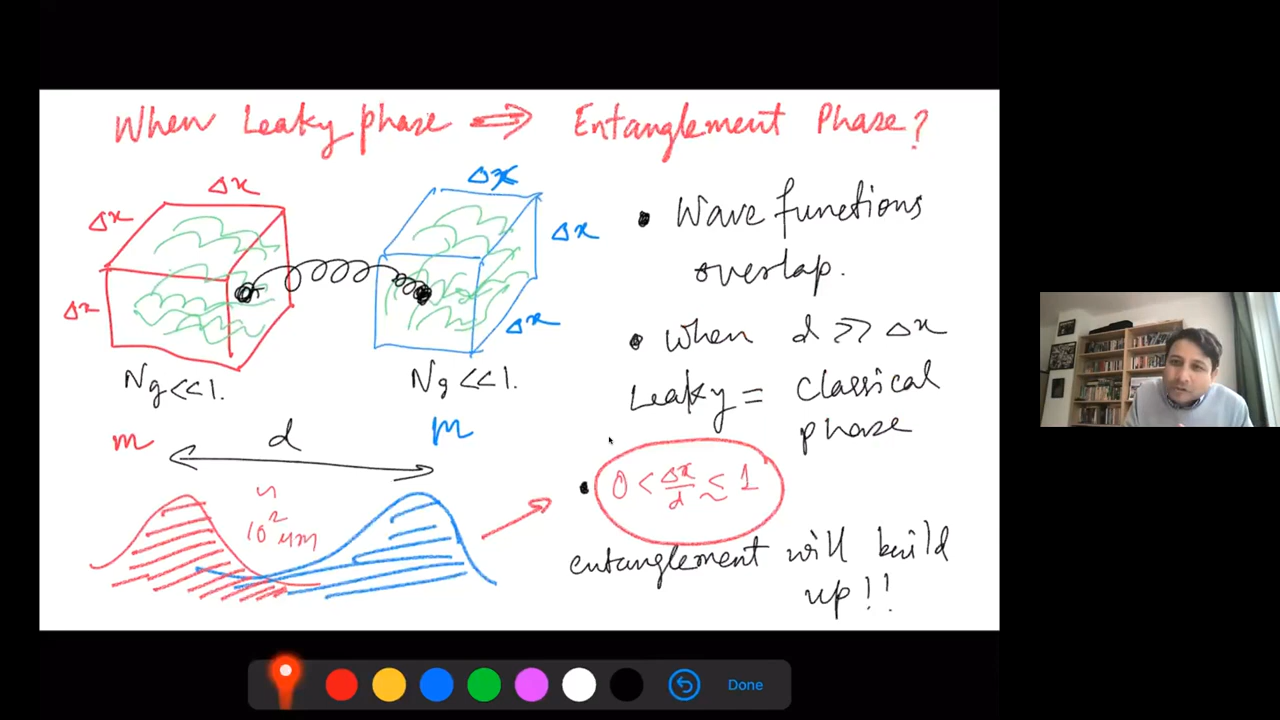 When Leaky phase ⇒ Entanglement Phase?
Δx
Δx
Δx
Δx
Δx
Δx
Ng<<1.
Ng<<1.
m
d
m
~
10² μm
• Wave functions
overlap.
• When d >> Δx
Leaky = Classical
phase
• 0 < Δx/d ≲ 1
entanglement will build
up!!
Done